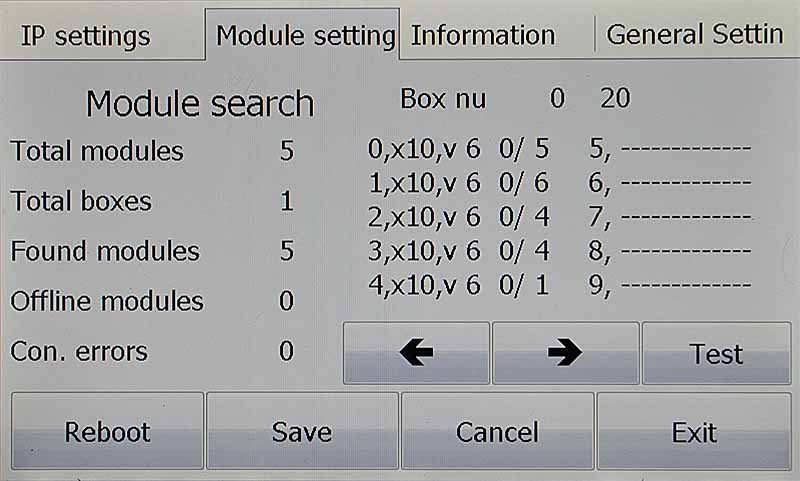 IP settings Module setting Information General Settin
Module search Box nu 0 20
Total modules 5 0,x10,v 6 0/ 5 5, -------------
1,x10,v 6 0/ 6 6, -------------
Total boxes 1 2,x10,v 6 0/ 4 7, -------------
Found modules 5 3,x10,v 6 0/ 4 8, -------------
4,x10,v 6 0/ 1 9, -------------
Offline modules 0
Con. errors 0 🡰 🡲 Test
Reboot Save Cancel Exit